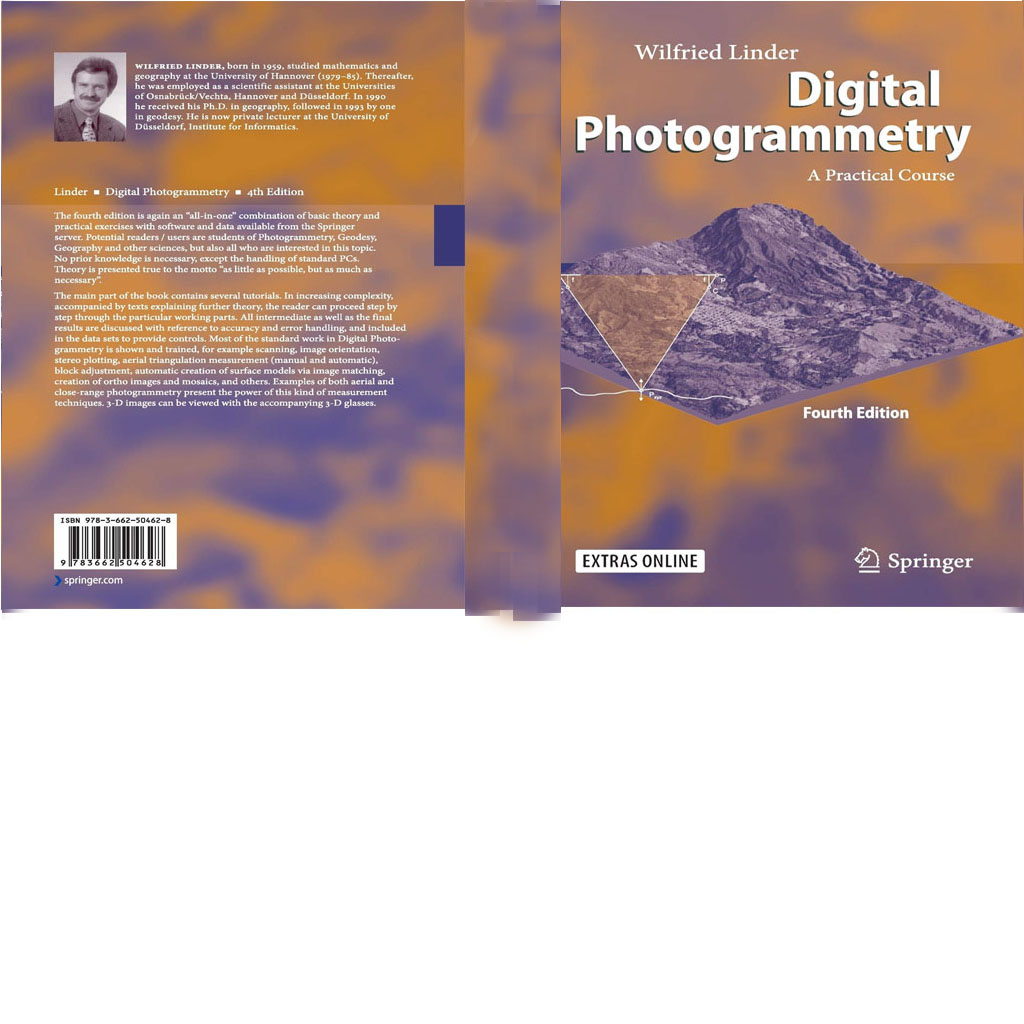 WILFRIED LINDER, born in 1959, studied mathematics and
geography at the University of Hannover (1979–85). Thereafter,
he was employed as a scientific assistant at the Universities
of Osnabrück/Vechta, Hannover and Düsseldorf. In 1990
he received his Ph.D. in geography, followed in 1993 by one
in geodesy. He is now private lecturer at the University of
Düsseldorf, Institute for Informatics.
Linder ■ Digital Photogrammetry ■ 4th Edition
The fourth edition is again an “all-in-one” combination of basic theory and
practical exercises with software and data available from the Springer
server. Potential readers / users are students of Photogrammetry, Geodesy,
Geography and other sciences, but also all who are interested in this topic.
No prior knowledge is necessary, except the handling of standard PCs.
Theory is presented true to the motto “as little as possible, but as much as
necessary”.
The main part of the book contains several tutorials. In increasing complexity,
accompanied by texts explaining further theory, the reader can proceed step by
step through the particular working parts. All intermediate as well as the final
results are discussed with reference to accuracy and error handling, and included
in the data sets to provide controls. Most of the standard work in Digital Photo-
grammetry is shown and trained, for example scanning, image orientation,
stereo plotting, aerial triangulation measurement (manual and automatic),
block adjustment, automatic creation of surface models via image matching,
creation of ortho images and mosaics, and others. Examples of both aerial and
close-range photogrammetry present the power of this kind of measurement
techniques. 3-D images can be viewed with the accompanying 3-D glasses.
ISBN 978-3-662-50462-8
9 783662 504628
springer.com
Wilfried Linder
Digital
Photogrammetry
A Practical Course
f f P
C
Fourth Edition
EXTRAS ONLINE
Springer